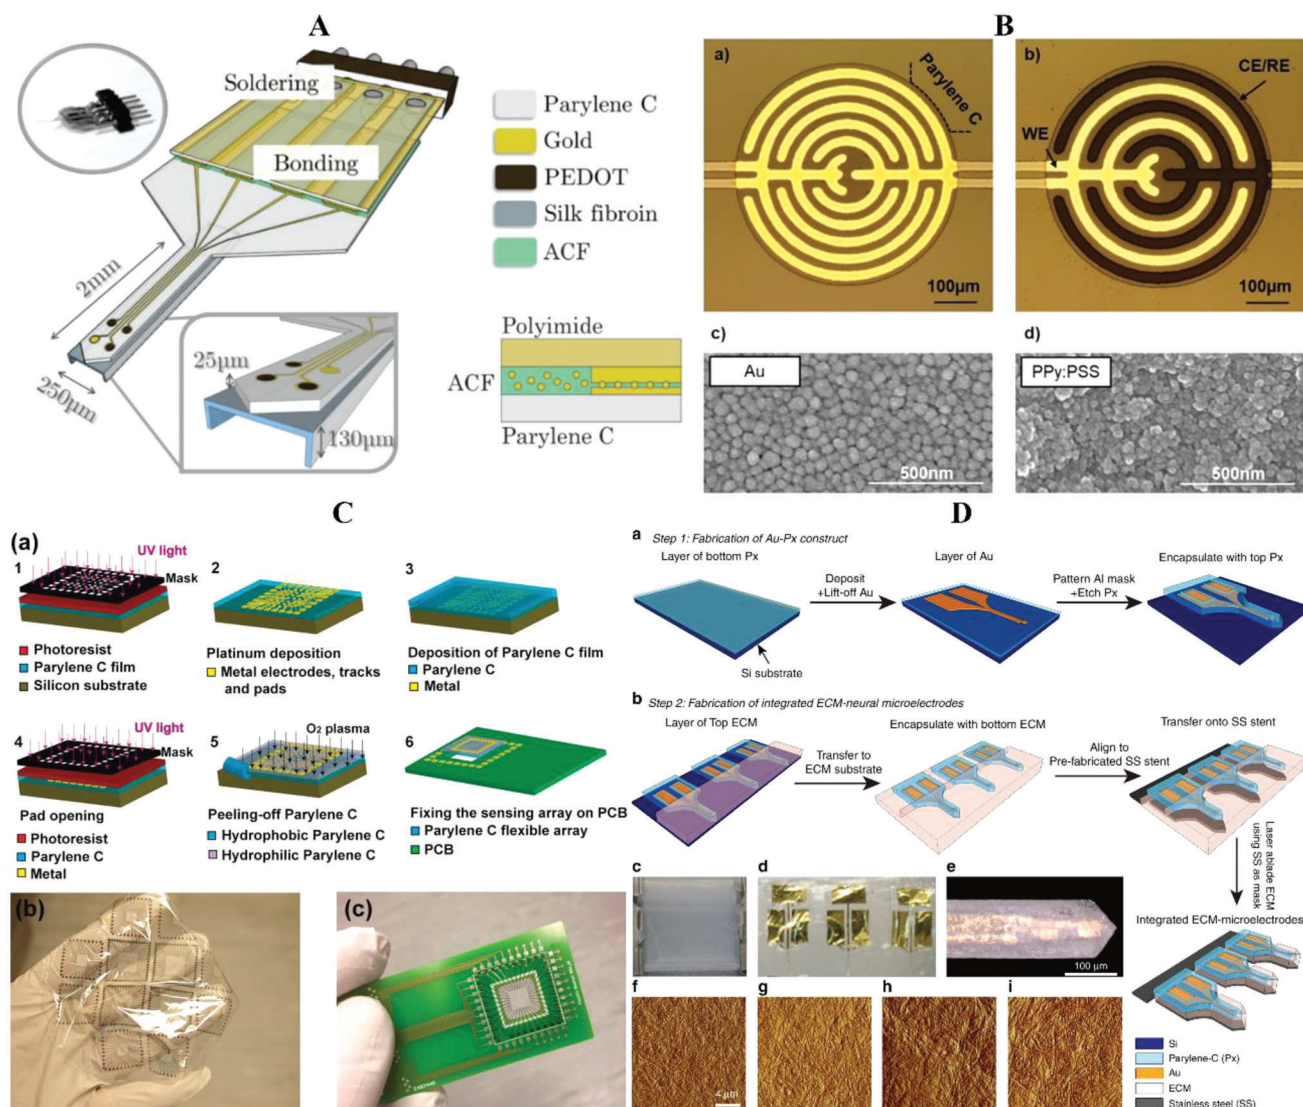 A
Soldering
Bonding
2mm
250µm
25µm
130µm
Parylene C
Gold
PEDOT
Silk fibroin
ACF
Polyimide
ACF
Parylene C
B
a)
Parylene C
100µm
b)
CE/RE
WE
100µm
c)
Au
500nm
d)
PPy:PSS
500nm
C
(a)
1
UV light
Mask
Photoresist
Parylene C film
Silicon substrate
2
Platinum deposition
Metal electrodes, tracks
and pads
3
Deposition of Parylene C film
Parylene C
Metal
4
UV light
Mask
Pad opening
Photoresist
Parylene C
Metal
5
O₂ plasma
Peeling-off Parylene C
Hydrophobic Parylene C
Hydrophilic Parylene C
6
Fixing the sensing array on PCB
Parylene C flexible array
PCB
(b)
(c)
D
a
Step 1: Fabrication of Au-Px construct
Layer of bottom Px
Si substrate
Deposit
+Lift-off Au
Layer of Au
Pattern Al mask
+Etch Px
Encapsulate with top Px
b
Step 2: Fabrication of integrated ECM-neural microelectrodes
Layer of Top ECM
Transfer to
ECM substrate
Encapsulate with bottom ECM
Align to
Pre-fabricated SS stent
Transfer onto SS stent
Laser ablade ECM
using SS as mask
Integrated ECM-microelectrodes
c
d
e
100 µm
f
4 µm
g
h
i
Si
Parylene-C (Px)
Au
ECM
Stainless steel (SS)